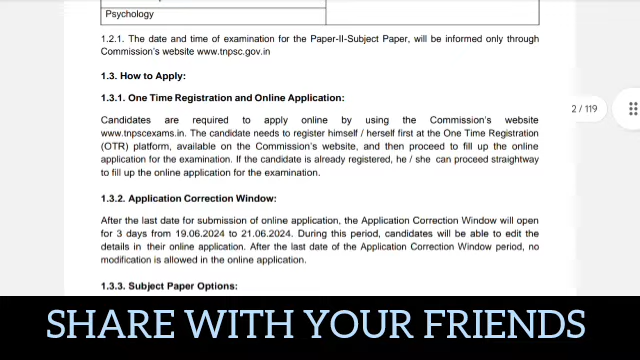 Psychology
1.2.1. The date and time of examination for the Paper-II-Subject Paper, will be informed only through
Commission's website www.tnpsc.gov.in
1.3. How to Apply:
1.3.1. One Time Registration and Online Application:
Candidates are required to apply online by using the Commission's website
www.tnpscexams.in. The candidate needs to register himself / herself first at the One Time Registration
(OTR) platform, available on the Commission's website, and then proceed to fill up the online
application for the examination. If the candidate is already registered, he / she can proceed straightway
to fill up the online application for the examination.
2 / 119
1.3.2. Application Correction Window:
After the last date for submission of online application, the Application Correction Window will open
for 3 days from 19.06.2024 to 21.06.2024. During this period, candidates will be able to edit the
details in their online application. After the last date of the Application Correction Window period, no
modification is allowed in the online application.
1.3.3. Subject Paper Options:
SHARE WITH YOUR FRIENDS